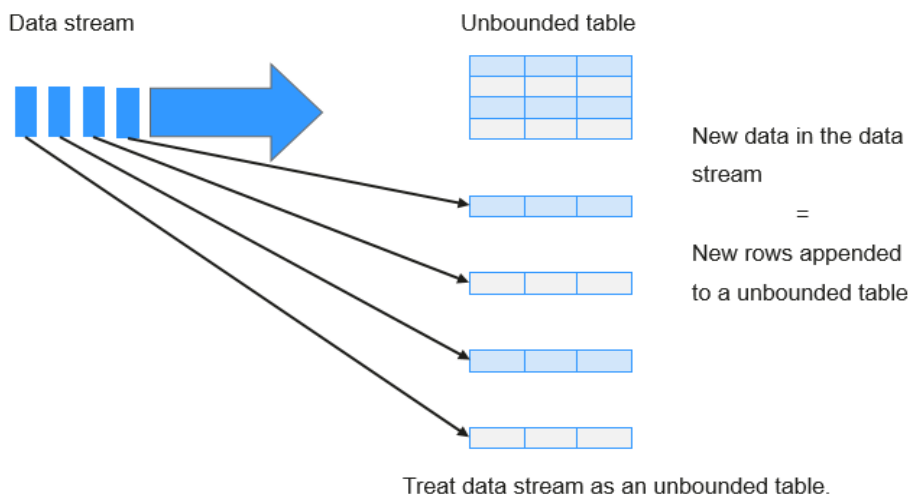 Data stream
Unbounded table
New data in the data
stream
=
New rows appended
to a unbounded table
Treat data stream as an unbounded table.